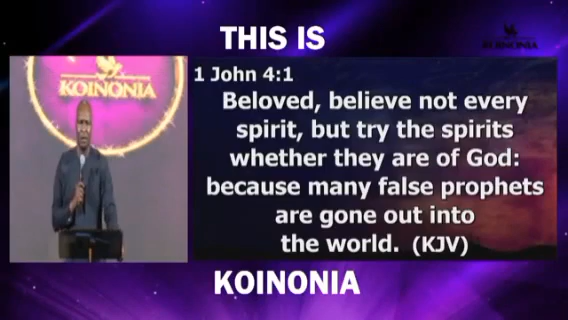 THIS IS
KOINONIA
KOINONIA
1 John 4:1
Beloved, believe not every
spirit, but try the spirits
whether they are of God:
because many false prophets
are gone out into
the world. (KJV)
KOINONIA